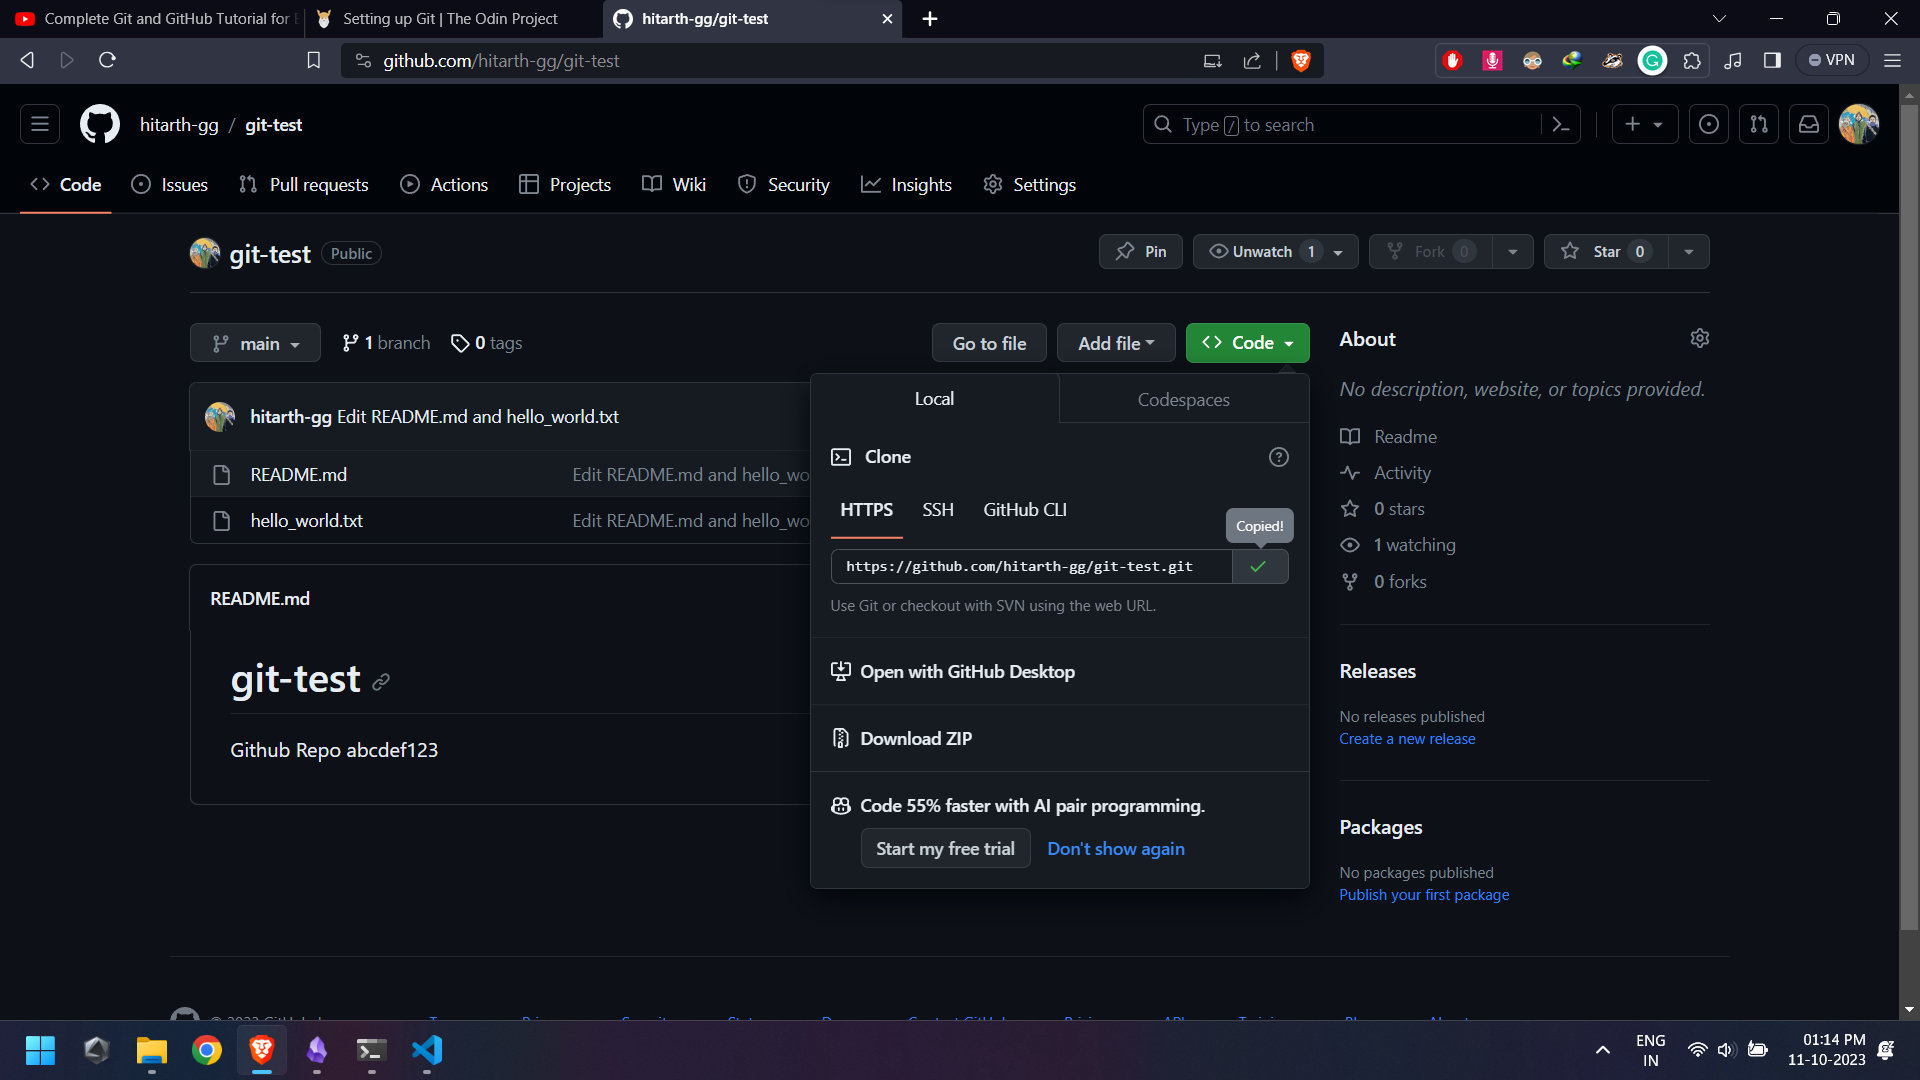 Complete Git and GitHub Tutorial for
Setting up Git | The Odin Project
hitarth-gg/git-test
github.com/hitarth-gg/git-test
VPN
hitarth-gg / git-test
Type / to search
Code
Issues
Pull requests
Actions
Projects
Wiki
Security
Insights
Settings
git-test Public
Pin
Unwatch 1
Fork 0
Star 0
main
1 branch
0 tags
Go to file
Add file
Code
hitarth-gg Edit README.md and hello_world.txt
README.md Edit README.md and hello_wo
hello_world.txt Edit README.md and hello_wo
README.md
git-test
Github Repo abcdef123
Local
Codespaces
Clone
HTTPS
SSH
GitHub CLI
Copied!
https://github.com/hitarth-gg/git-test.git
Use Git or checkout with SVN using the web URL.
Open with GitHub Desktop
Download ZIP
Code 55% faster with AI pair programming.
Start my free trial
Don't show again
About
No description, website, or topics provided.
Readme
Activity
0 stars
1 watching
0 forks
Releases
No releases published
Create a new release
Packages
No packages published
Publish your first package
ENG
IN
01:14 PM
11-10-2023